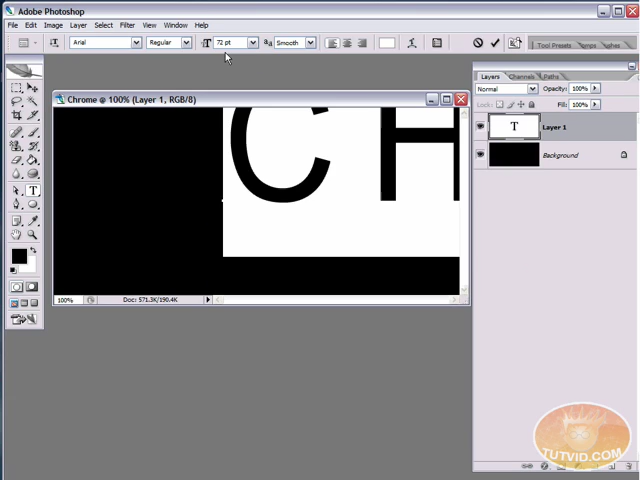 Adobe Photoshop
File Edit Image Layer Select Filter View Window Help
Arial Regular T 72 pt aa Smooth
Tool Presets
Layers Channels Paths
Normal Opacity: 100%
Lock: Fill: 100%
T Layer 1
Background
Chrome @ 100% (Layer 1, RGB/8)
C H
T
100% Doc: 571.3K/190.4K
TUTVID.COM